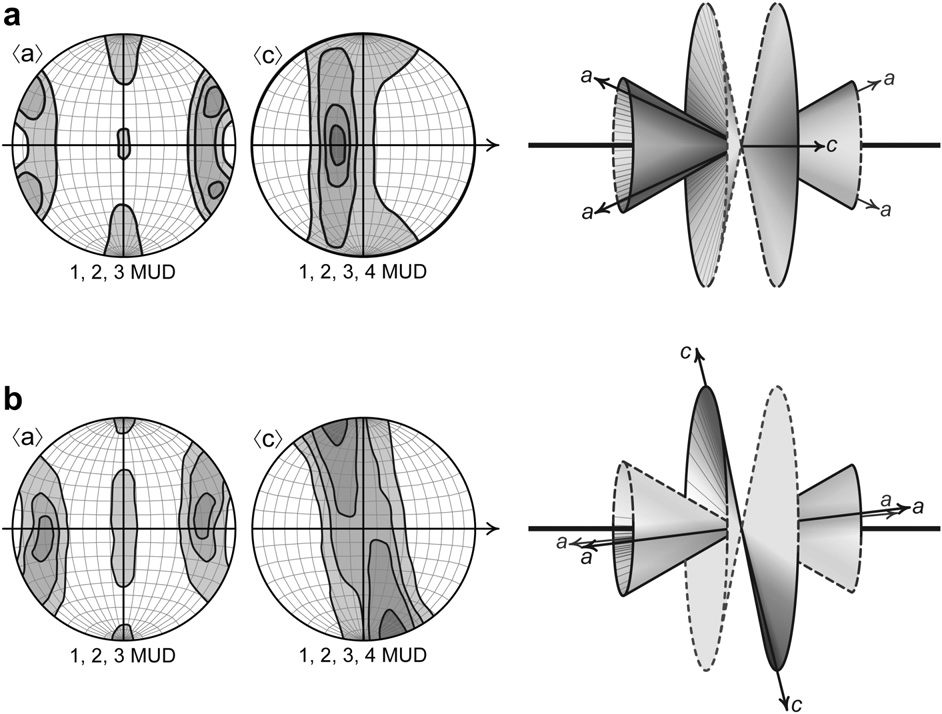 a
〈a〉 〈c〉
1, 2, 3 MUD
1, 2, 3, 4 MUD
a
a
c
a
a
b
〈a〉 〈c〉
1, 2, 3 MUD
1, 2, 3, 4 MUD
c
a
a
a
a
c